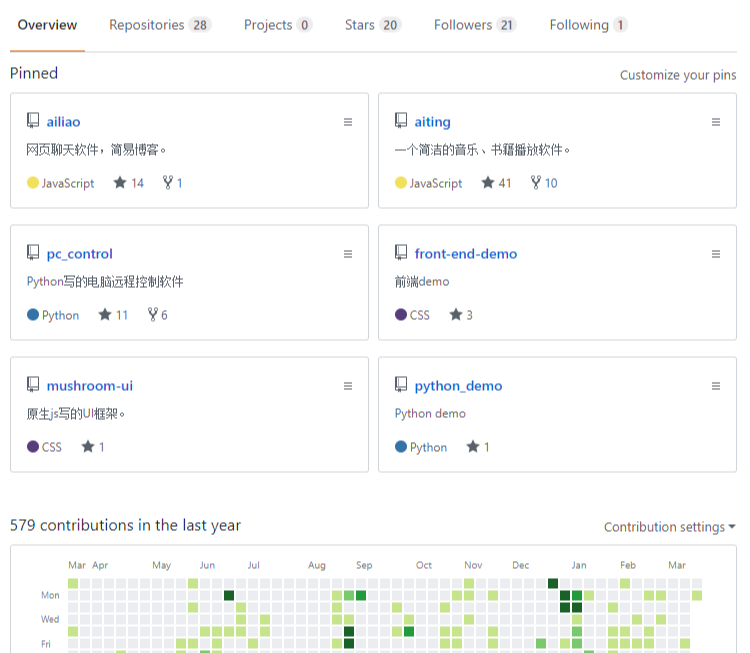 Overview Repositories 28 Projects 0 Stars 20 Followers 21 Following 1
Pinned
Customize your pins
ailiao
网页聊天软件，简易博客。
JavaScript 14 1
aiting
一个简洁的音乐、书籍播放软件。
JavaScript 41 10
pc_control
Python写的电脑远程控制软件
Python 11 6
front-end-demo
前端demo
CSS 3
mushroom-ui
原生js写的UI框架。
CSS 1
python_demo
Python demo
Python 1
579 contributions in the last year
Contribution settings
Mar Apr May Jun Jul Aug Sep Oct Nov Dec Jan Feb Mar
Mon
Wed
Fri